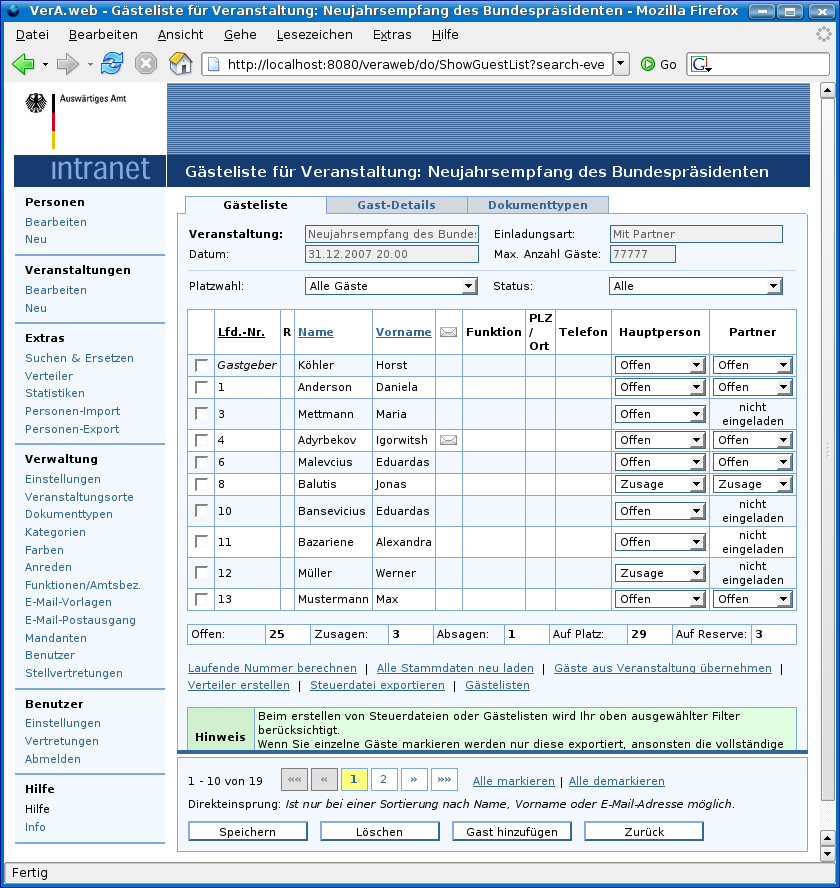 VerA.web - Gästeliste für Veranstaltung: Neujahrsempfang des Bundespräsidenten - Mozilla Firefox
Datei Bearbeiten Ansicht Gehe Lesezeichen Extras Hilfe
http://localhost:8080/veraweb/do/ShowGuestList?search-eve Go G
Auswärtiges Amt
intranet
Gästeliste für Veranstaltung: Neujahrsempfang des Bundespräsidenten
Personen
Bearbeiten
Neu
Veranstaltungen
Bearbeiten
Neu
Extras
Suchen & Ersetzen
Verteiler
Statistiken
Personen-Import
Personen-Export
Verwaltung
Einstellungen
Veranstaltungsorte
Dokumenttypen
Kategorien
Farben
Anreden
Funktionen/Amtsbez.
E-Mail-Vorlagen
E-Mail-Postausgang
Mandanten
Benutzer
Stellvertretungen
Benutzer
Einstellungen
Vertretungen
Abmelden
Hilfe
Hilfe
Info
Gästeliste Gast-Details Dokumenttypen
Veranstaltung: Neujahrsempfang des Bunde Einladungsart: Mit Partner
Datum: 31.12.2007 20.00 Max. Anzahl Gäste: 77777
Platzwahl: Alle Gäste Status: Alle
Lfd.-Nr. R Name Vorname Funktion PLZ / Ort Telefon Hauptperson Partner
Gastgeber Köhler Horst Offen Offen
1 Anderson Daniela Offen Offen
3 Mettmann Maria Offen nicht eingeladen
4 Adyrbekov Igorwitsh Offen Offen
6 Malevcius Eduardas Offen Offen
8 Balutis Jonas Zusage Zusage
10 Bansevicius Eduardas Offen nicht eingeladen
11 Bazariene Alexandra Offen nicht eingeladen
12 Müller Werner Zusage nicht eingeladen
13 Mustermann Max Offen Offen
Offen: 25 Zusagen: 3 Absagen: 1 Auf Platz: 29 Auf Reserve: 3
Laufende Nummer berechnen | Alle Stammdaten neu laden | Gäste aus Veranstaltung übernehmen |
Verteiler erstellen | Steuerdatei exportieren | Gästelisten
Hinweis
Beim erstellen von Steuerdateien oder Gästelisten wird Ihr oben ausgewählter Filter
berücksichtigt.
Wenn Sie einzelne Gäste markieren werden nur diese exportiert, ansonsten die vollständige
1 - 10 von 19 «« « 1 2 » »» Alle markieren | Alle demarkieren
Direkteinsprung: Ist nur bei einer Sortierung nach Name, Vorname oder E-Mail-Adresse möglich.
Speichern Löschen Gast hinzufügen Zurück
Fertig